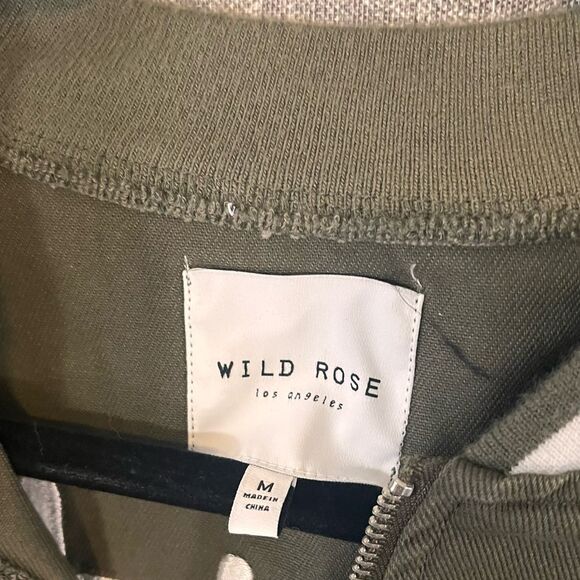 WILD ROSE
los angeles
M
MADE IN
CHINA